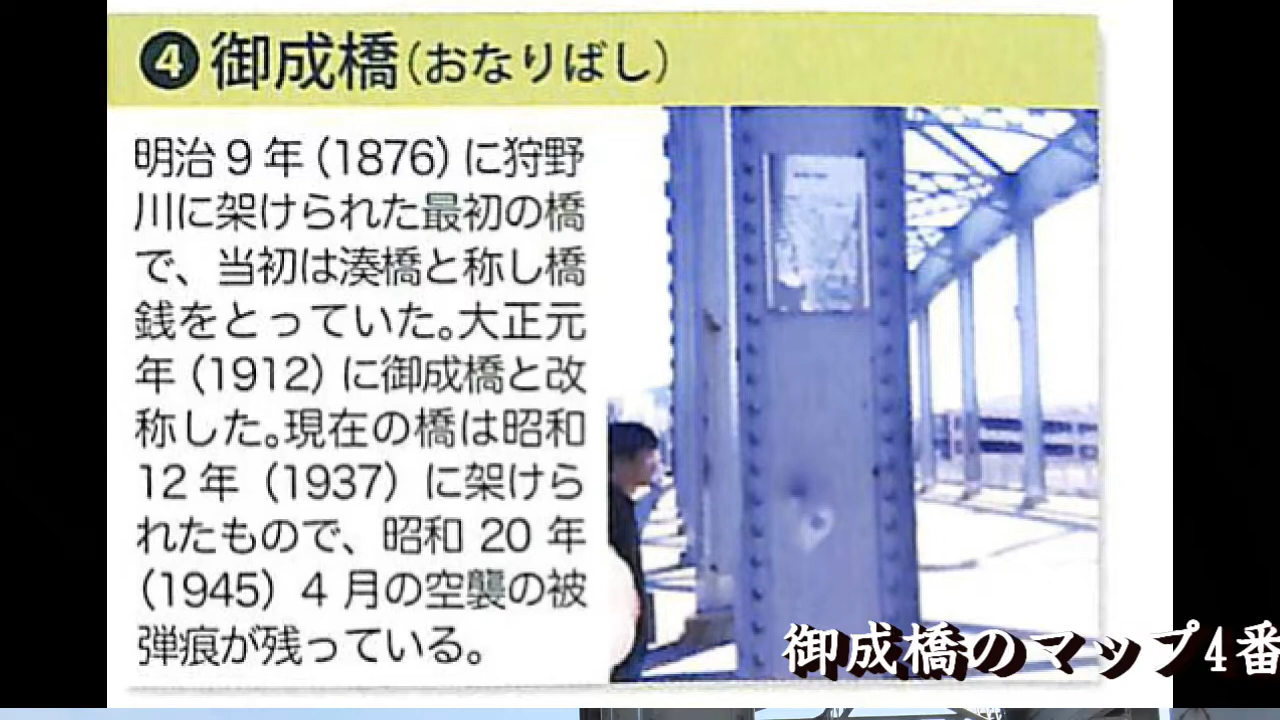 4 御成橋(おなりばし)
明治9年(1876)に狩野
川に架けられた最初の橋
で、当初は湊橋と称し橋
銭をとっていた。大正元
年(1912)に御成橋と改
称した。現在の橋は昭和
12年(1937)に架けら
れたもので、昭和20年
(1945)4月の空襲の被
弾痕が残っている。
御成橋のマップ4番